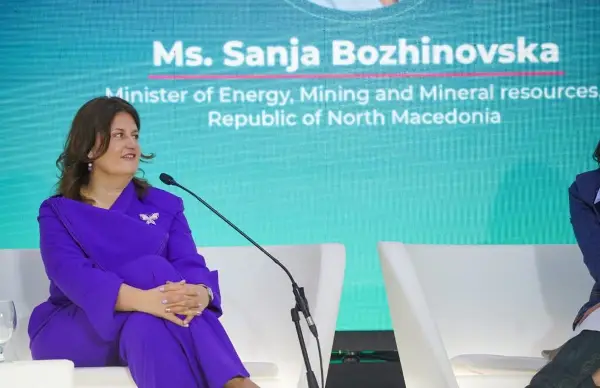 Ms. Sanja Bozhinovska
Minister of Energy, Mining and Mineral resources,
Republic of North Macedonia